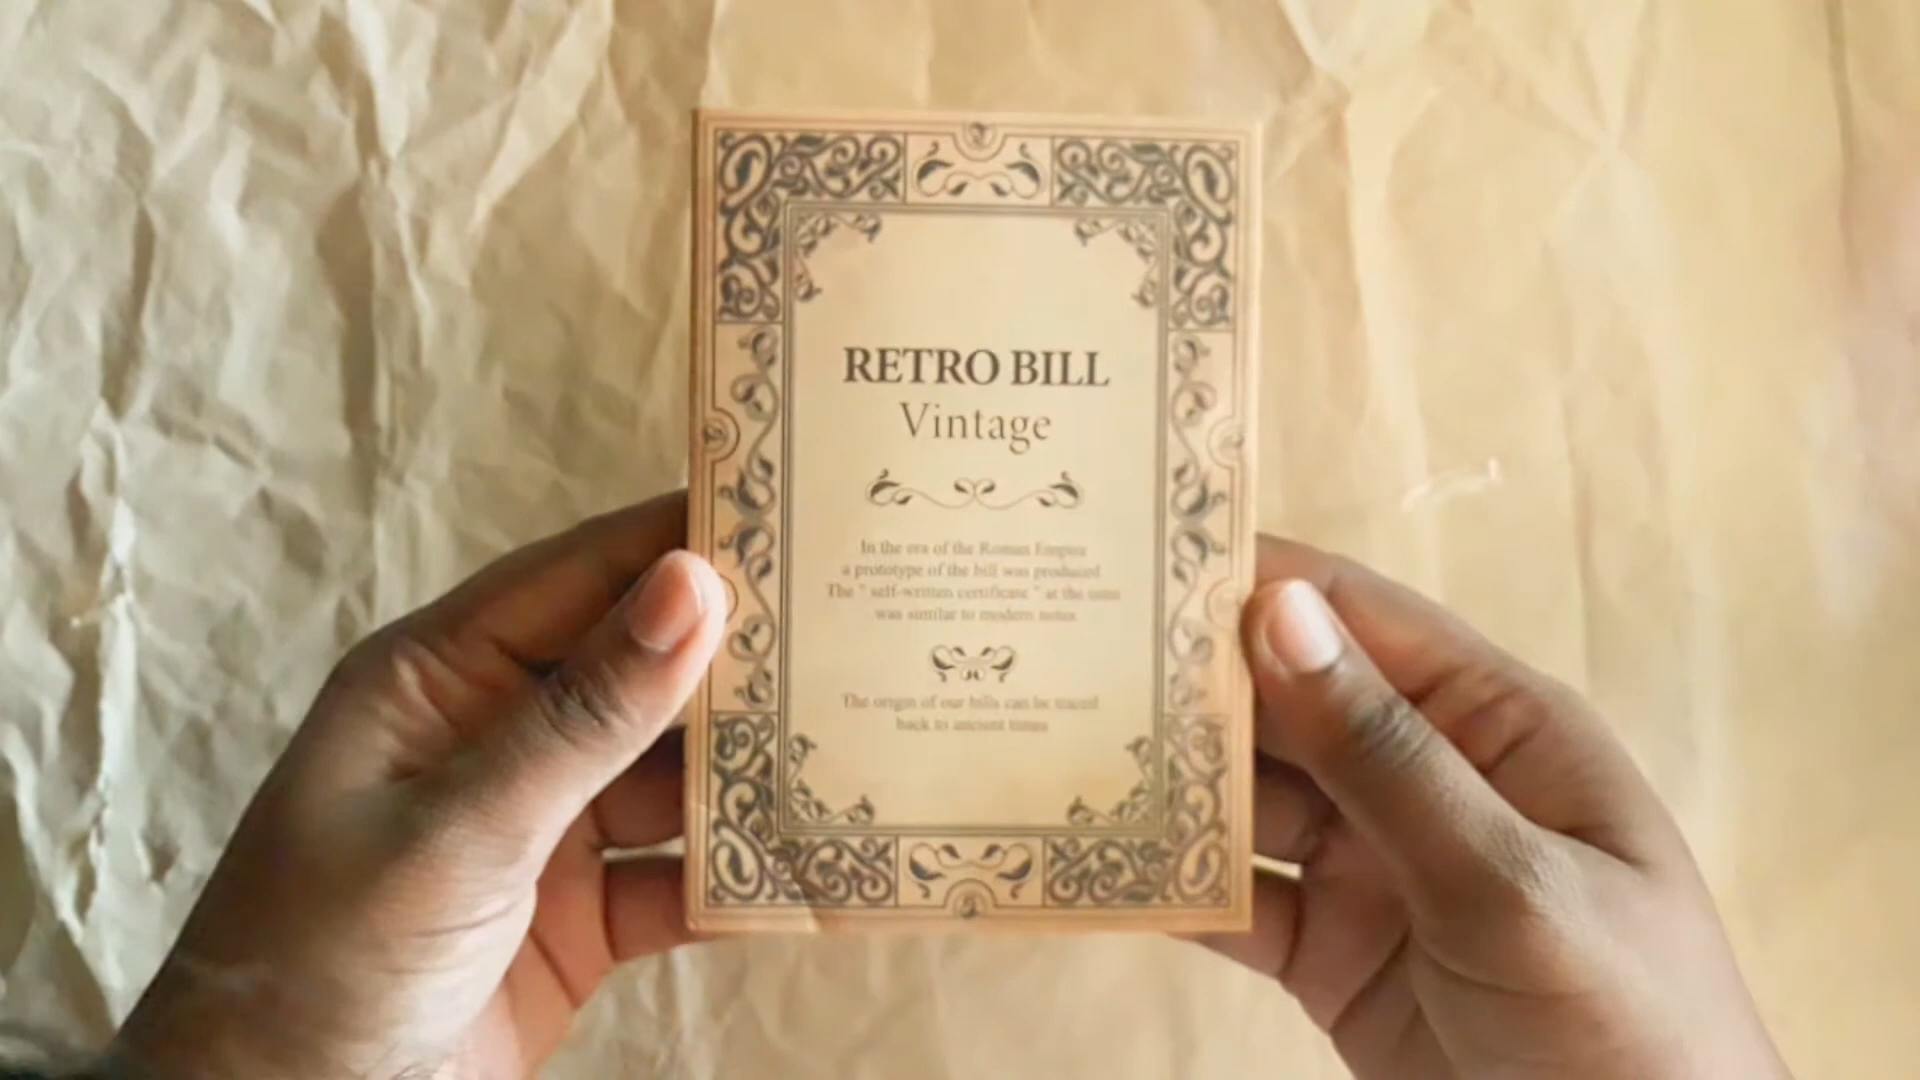 RETRO BILL
Vintage
In the era of the Roman Empire
a prototype of the bill was produced
The " self-written certificate " at the time
was similar to modern notes
The origin of our bills can be traced
back to ancient times